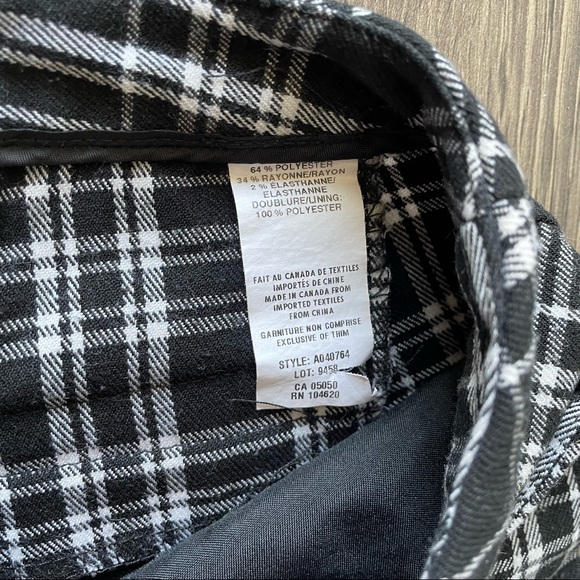 64 % POLYESTER
34 % RAYONNE/RAYON
2 % ELASTHANNE/
ELASTHANNE
DOUBLURE/LINING:
100 % POLYESTER
FAIT AU CANADA DE TEXTILES
IMPORTÉS DE CHINE
MADE IN CANADA FROM
IMPORTED TEXTILES
FROM CHINA
GARNITURE NON COMPRISE
EXCLUSIVE OF TRIM
STYLE: A040764
LOT: 9458
CA 05050
RN 104620